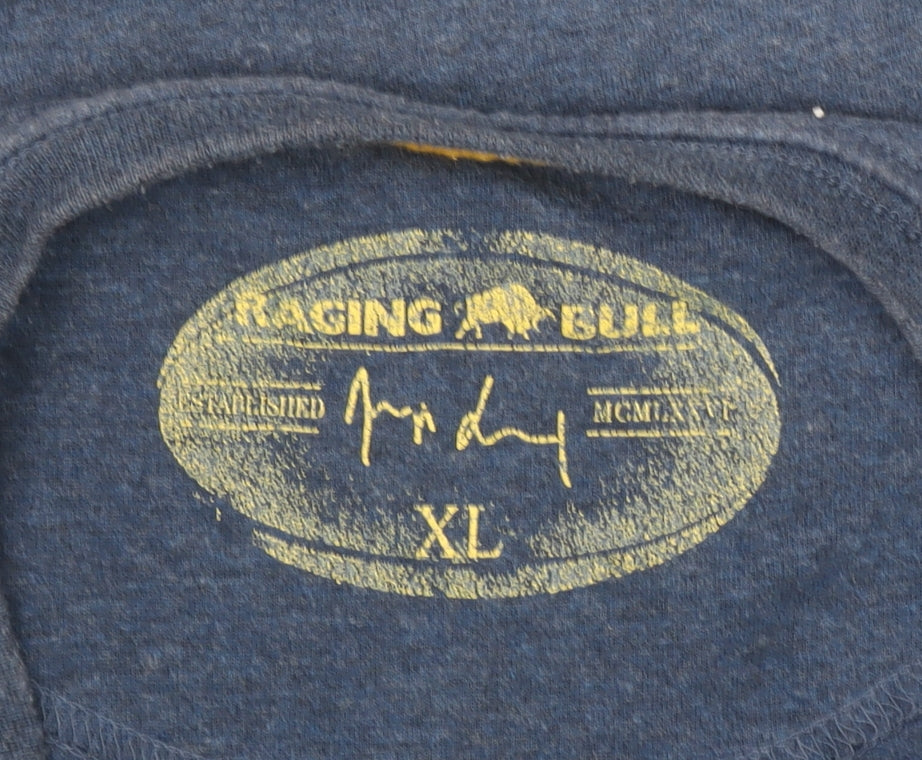 RAGING BULL
ESTABLISHED
MCMLXXVI
XL